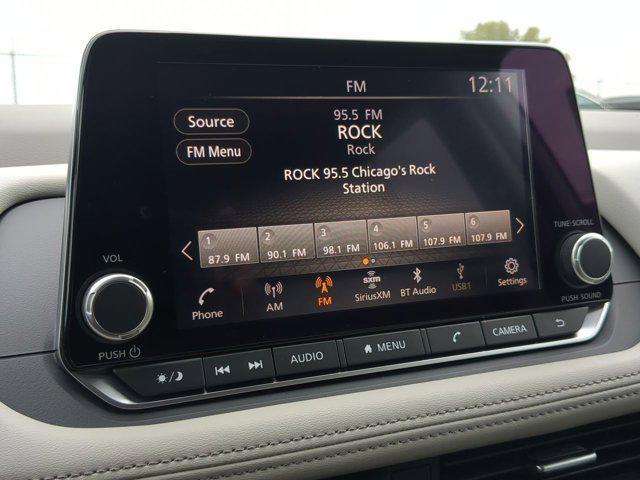 FM
12:11
Source
95.5 FM
ROCK
Rock
FM Menu
ROCK 95.5 Chicago's Rock
Station
1 2 3 4 5 6
87.9 FM 90.1 FM 98.1 FM 106.1 FM 107.9 FM 107.9 FM
Phone AM FM SiriusXM BT Audio USB1 Settings
sxm
VOL
PUSH
TUNE·SCROLL
PUSH·SOUND
AUDIO MENU CAMERA